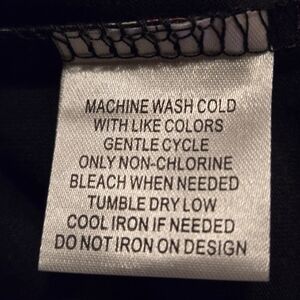 MACHINE WASH COLD
WITH LIKE COLORS
GENTLE CYCLE
ONLY NON-CHLORINE
BLEACH WHEN NEEDED
TUMBLE DRY LOW
COOL IRON IF NEEDED
DO NOT IRON ON DESIGN